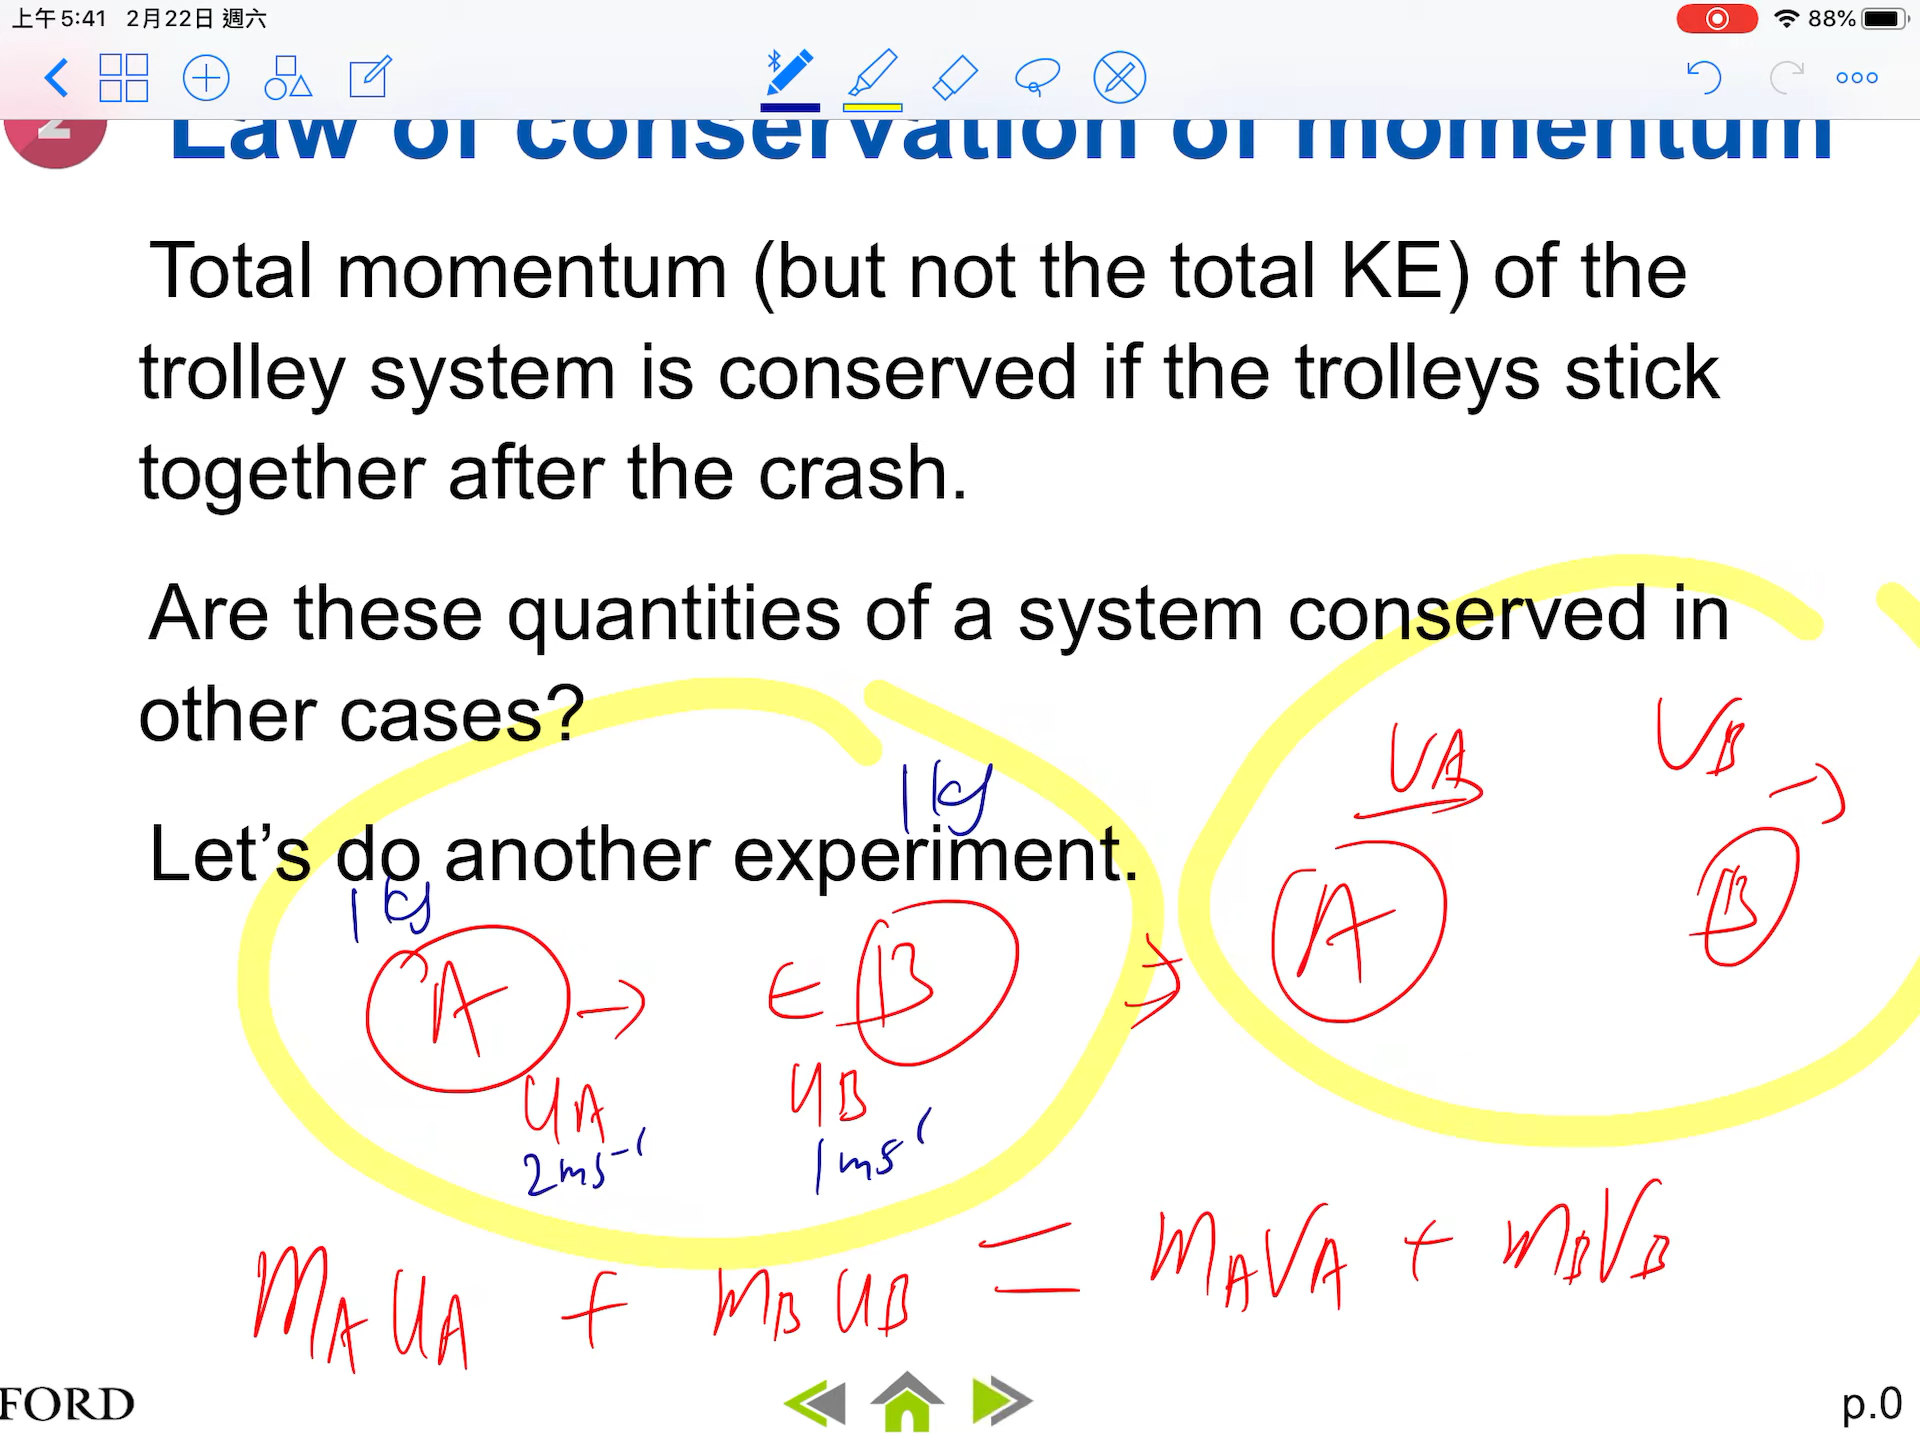 上午5:41 2月22日 週六
88%
2 Law of conservation of momentum
Total momentum (but not the total KE) of the
trolley system is conserved if the trolleys stick
together after the crash.
Are these quantities of a system conserved in
other cases?
Let’s do another experiment.
1kg
1kg
A → ← B ⇒
uA uB
2ms⁻¹ 1ms⁻¹
vA vB →
A B
mAuA + mBuB = mAvA + mBvB
FORD
p.0